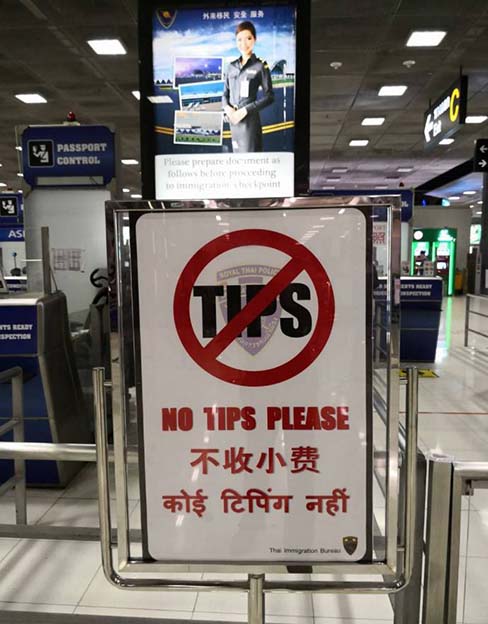 外来移民 安全 服务
Please prepare document as
follows before proceeding
to immigration checkpoint
PASSPORT
CONTROL
C
ROYAL THAI POLICE
TIPS
NO TIPS PLEASE
不收小费
कोई टिपिंग नहीं
Thai Immigration Bureau